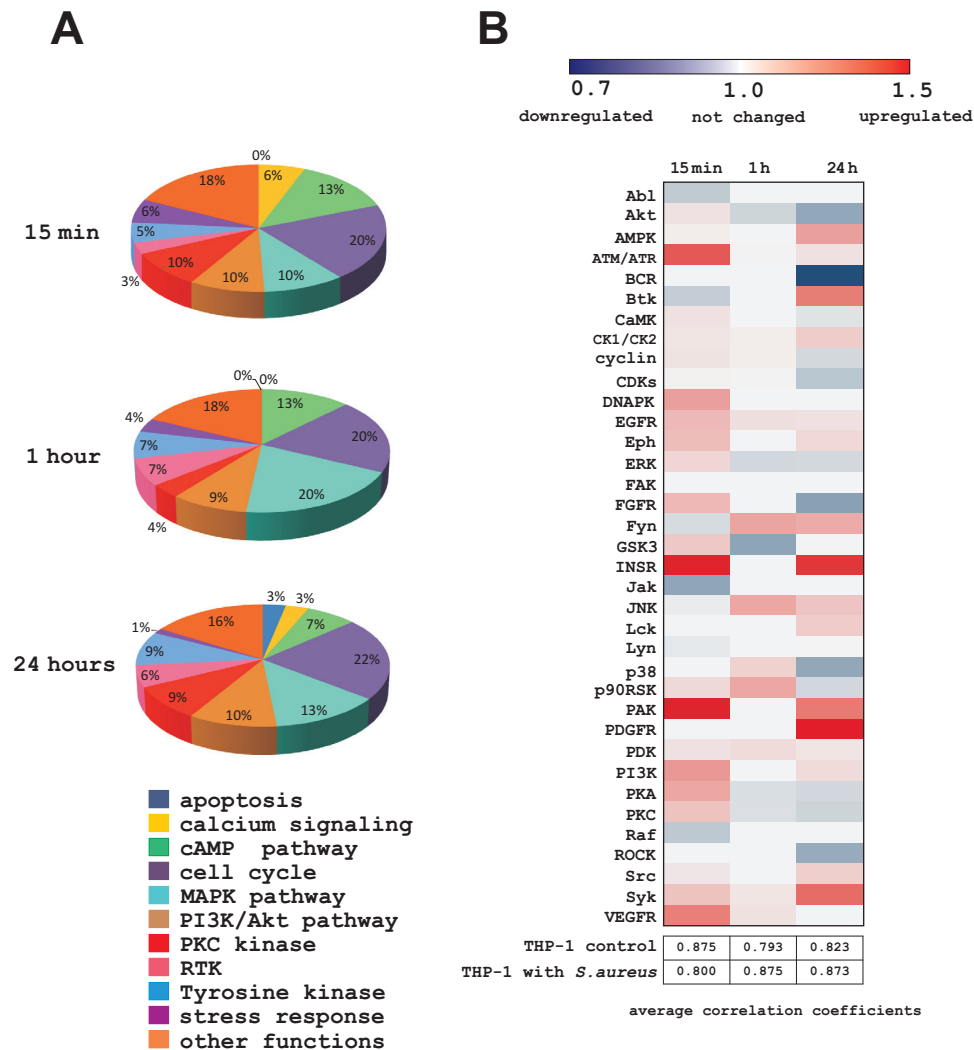 A
15 min
0%
6%
13%
20%
10%
10%
10%
3%
5%
6%
18%
1 hour
0%
0%
13%
20%
20%
9%
4%
7%
7%
4%
18%
24 hours
3%
3%
7%
22%
13%
10%
9%
6%
9%
1%
16%
apoptosis
calcium signaling
cAMP pathway
cell cycle
MAPK pathway
PI3K/Akt pathway
PKC kinase
RTK
Tyrosine kinase
stress response
other functions
B
0.7 1.0 1.5
downregulated not changed upregulated
15 min 1 h 24 h
Abl
Akt
AMPK
ATM/ATR
BCR
Btk
CaMK
CK1/CK2
cyclin
CDKs
DNAPK
EGFR
Eph
ERK
FAK
FGFR
Fyn
GSK3
INSR
Jak
JNK
Lck
Lyn
p38
p90RSK
PAK
PDGFR
PDK
PI3K
PKA
PKC
Raf
ROCK
Src
Syk
VEGFR
THP-1 control 0.875 0.793 0.823
THP-1 with S.aureus 0.800 0.875 0.873
average correlation coefficients